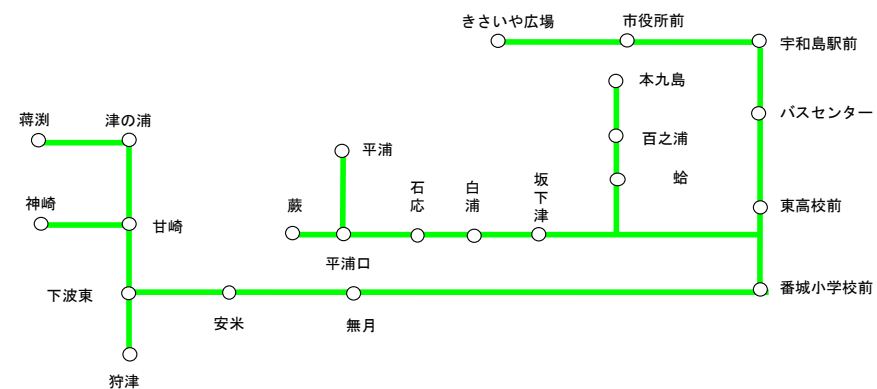 きさいや広場
市役所前
宇和島駅前
本九島
バスセンター
蒋渕
津の浦
百之浦
平浦
石応
白浦
坂下津
蛤
神崎
蕨
東高校前
甘崎
平浦口
下波東
番城小学校前
安米
無月
狩津